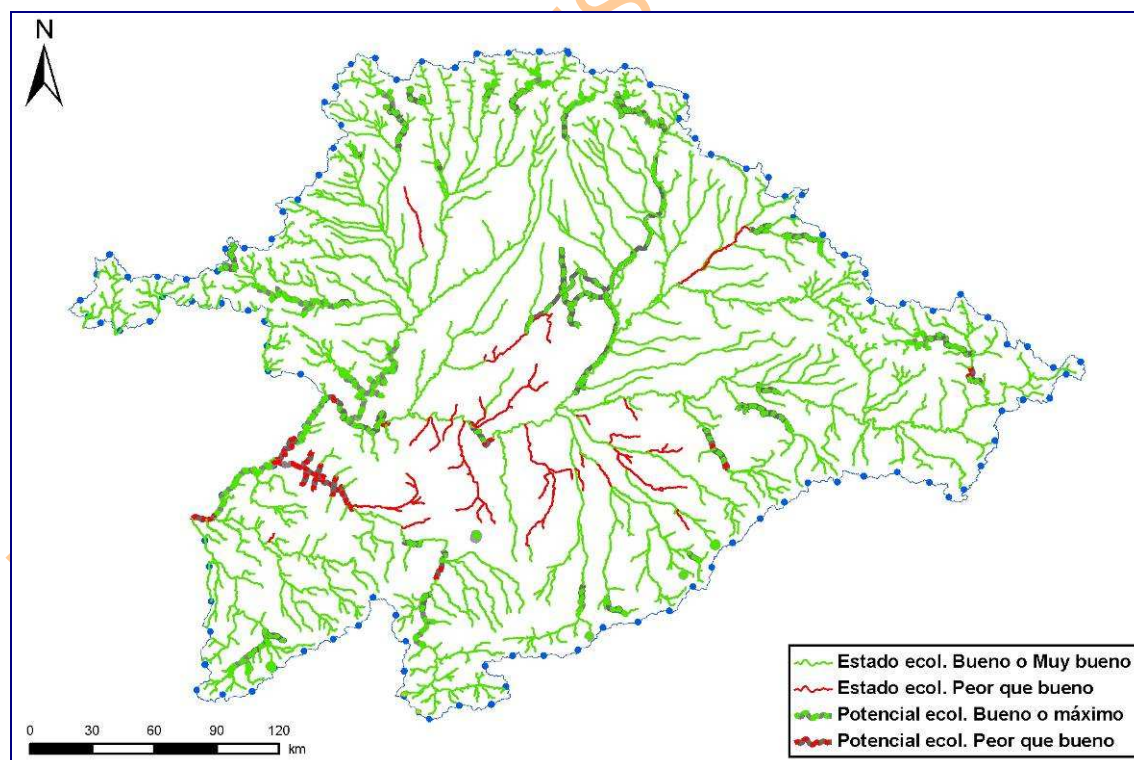 N
Estado ecol. Bueno o Muy bueno
Estado ecol. Peor que bueno
Potencial ecol. Bueno o máximo
Potencial ecol. Peor que bueno
0 30 60 90 120
km